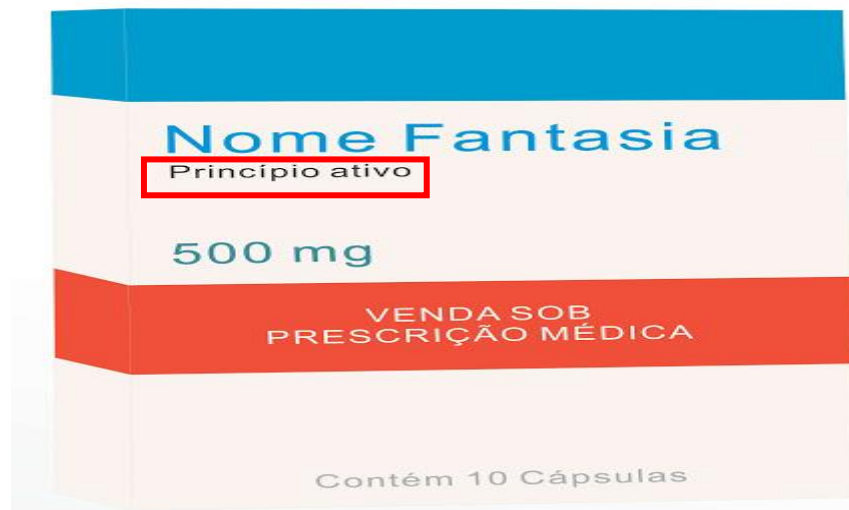 Nome Fantasia
Princípio ativo
500 mg
VENDA SOB
PRESCRIÇÃO MÉDICA
Contém 10 Cápsulas